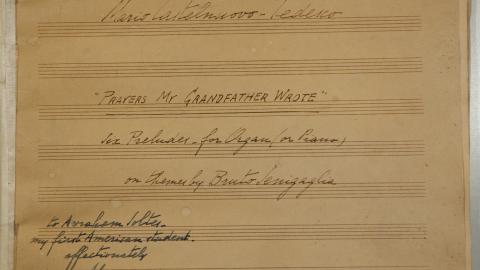 Mario Castelnuovo-Tedesco
"PRAYERS MY GRANDFATHER WROTE"
Six Preludes - for Organ (or Piano)
on themes by Bruto Senigaglia
to Avraham Soltes -
my first American student -
affectionately